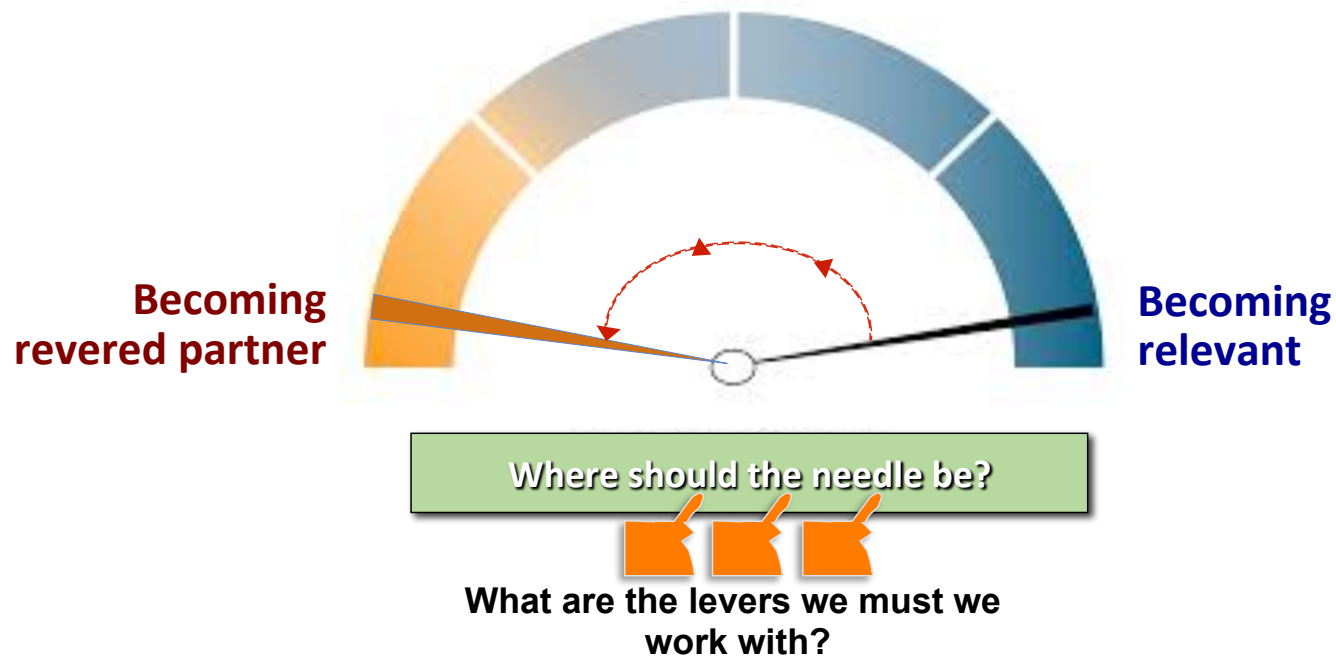 Becoming
revered partner
Becoming
relevant
Where should the needle be?
What are the levers we must we
work with?